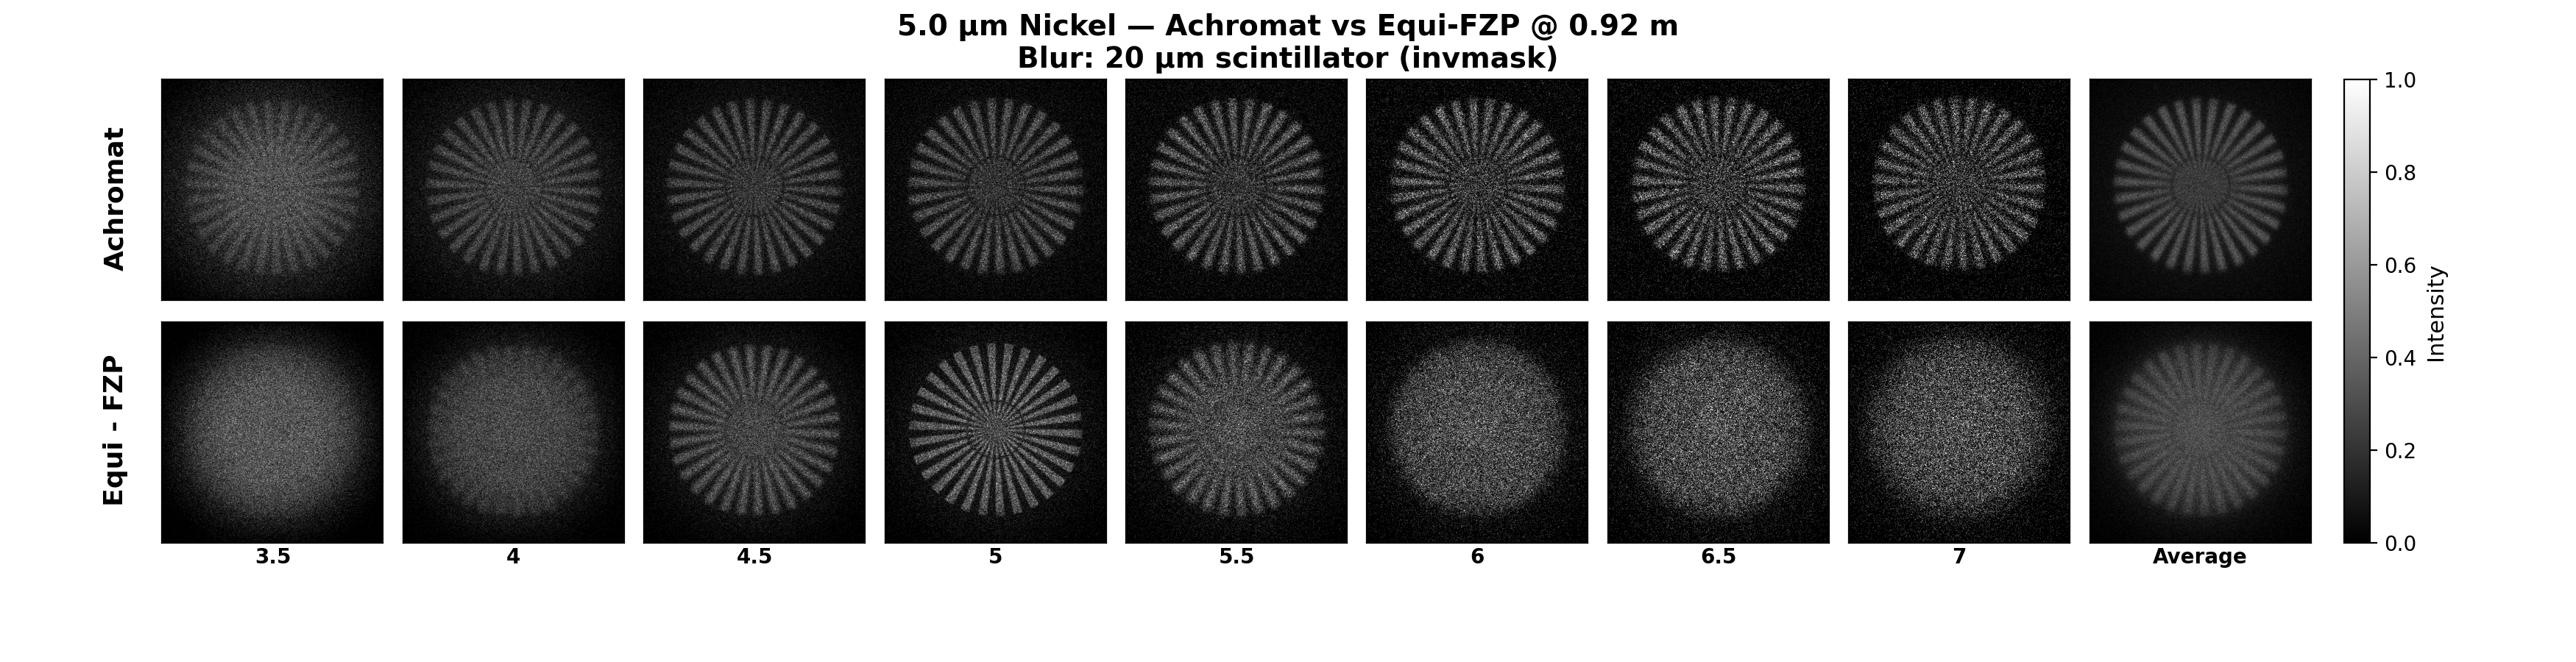 5.0 μm Nickel — Achromat vs Equi-FZP @ 0.92 m
Blur: 20 μm scintillator (invmask)
Achromat
Equi - FZP
3.5
4
4.5
5
5.5
6
6.5
7
Average
1.0
0.8
0.6
0.4
0.2
0.0
Intensity